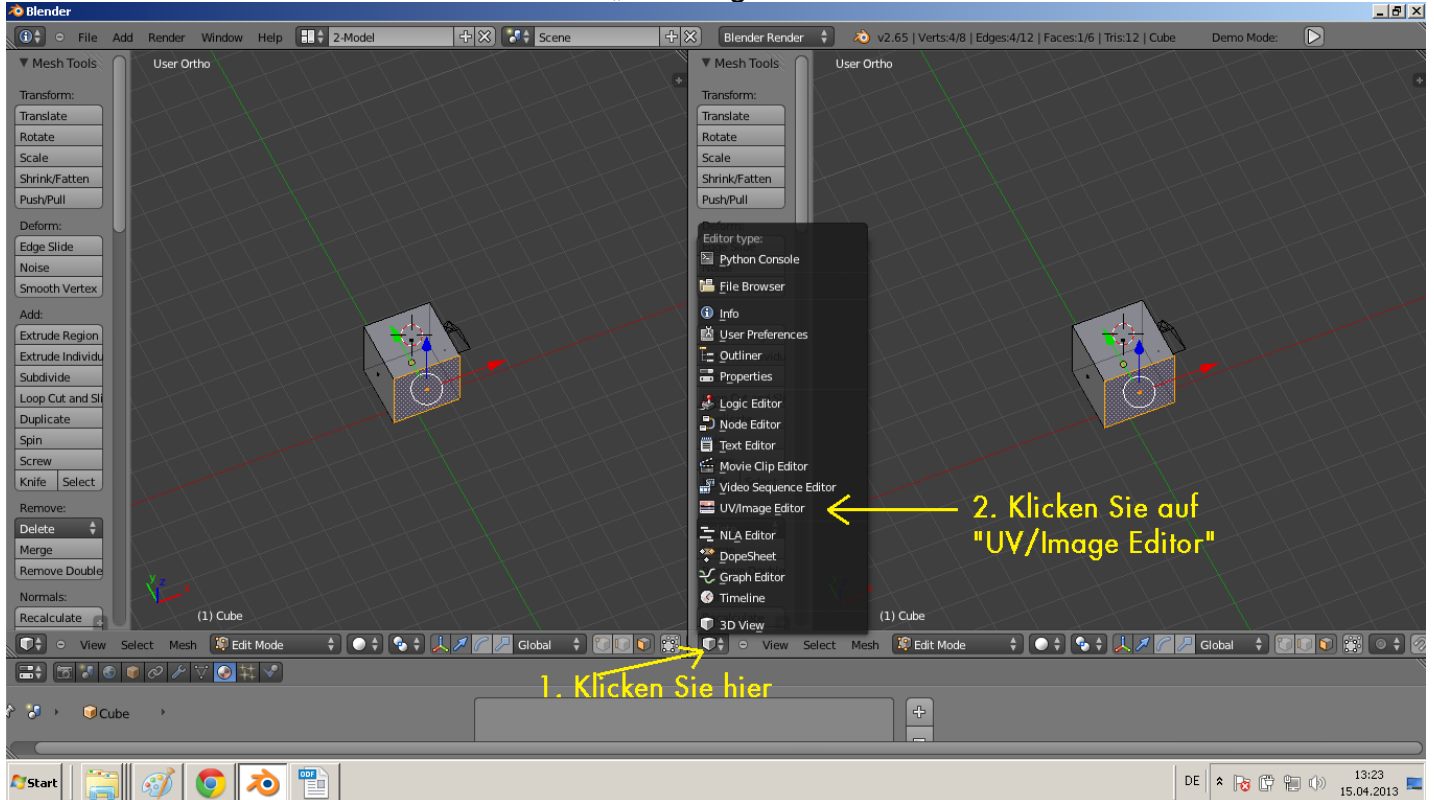 Blender
File Add Render Window Help 2-Model Scene Blender Render v2.65 | Verts:4/8 | Edges:4/12 | Faces:1/6 | Tris:12 | Cube Demo Mode:
Mesh Tools
User Ortho
Transform:
Translate
Rotate
Scale
Shrink/Fatten
Push/Pull
Deform:
Edge Slide
Noise
Smooth Vertex
Add:
Extrude Region
Extrude Individu
Subdivide
Loop Cut and Sli
Duplicate
Spin
Screw
Knife Select
Remove:
Delete
Merge
Remove Double
Normals:
Recalculate
(1) Cube
Mesh Tools
User Ortho
Transform:
Translate
Rotate
Scale
Shrink/Fatten
Push/Pull
Editor type:
Python Console
File Browser
Info
User Preferences
Outliner
Properties
Logic Editor
Node Editor
Text Editor
Movie Clip Editor
Video Sequence Editor
UV/Image Editor
NLA Editor
DopeSheet
Graph Editor
Timeline
3D View
2. Klicken Sie auf
"UV/Image Editor"
(1) Cube
View Select Mesh Edit Mode Global
View Select Mesh Edit Mode Global
1. Klicken Sie hier
Cube
Start
ODF
DE
13:23
15.04.2013